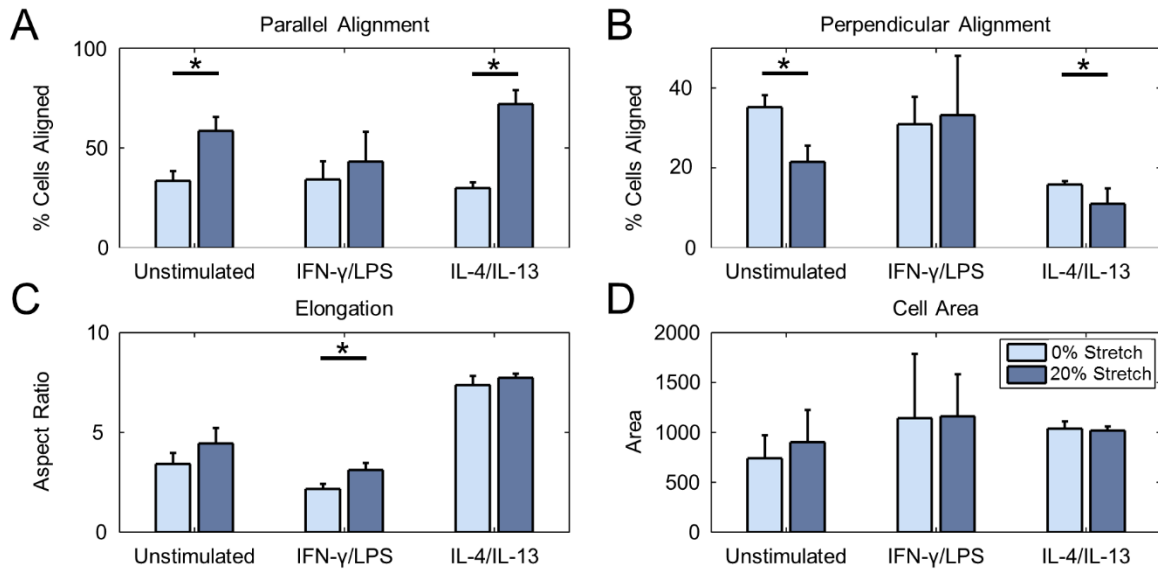 A
Parallel Alignment
*
*
100
50
0
% Cells Aligned
Unstimulated
IFN-γ/LPS
IL-4/IL-13
B
Perpendicular Alignment
*
*
40
20
0
% Cells Aligned
Unstimulated
IFN-γ/LPS
IL-4/IL-13
C
Elongation
*
10
5
0
Aspect Ratio
Unstimulated
IFN-γ/LPS
IL-4/IL-13
D
Cell Area
2000
1500
1000
500
0
Area
0% Stretch
20% Stretch
Unstimulated
IFN-γ/LPS
IL-4/IL-13